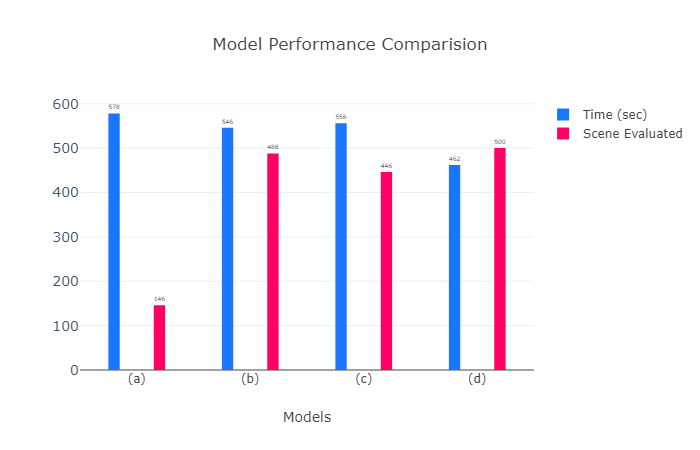 Model Performance Comparision
600
500
400
300
200
100
0
578
146
546
488
556
446
462
500
(a)
(b)
(c)
(d)
Models
Time (sec)
Scene Evaluated